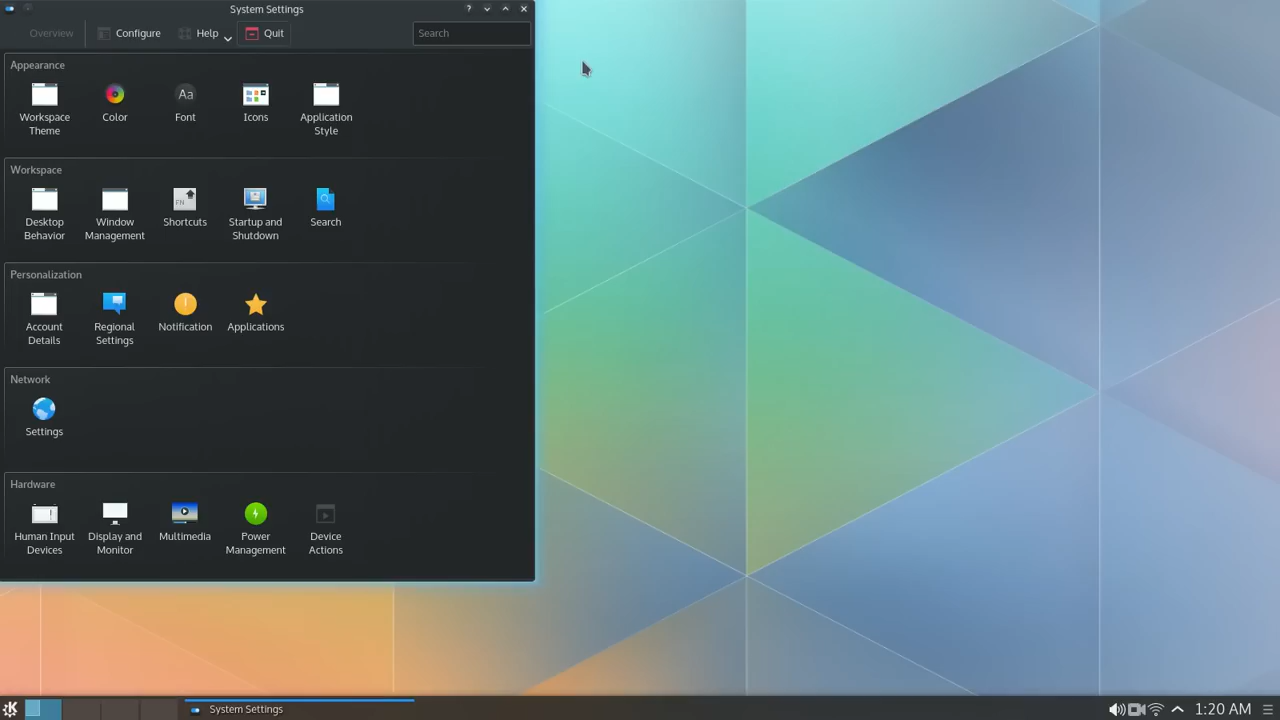 System Settings
?
Overview
Configure
Help
Quit
Search
Appearance
Workspace
Theme
Color
Aa
Font
Icons
Application
Style
Workspace
Desktop
Behavior
Window
Management
FN
Shortcuts
Startup and
Shutdown
Search
Personalization
Account
Details
Regional
Settings
Notification
Applications
Network
Settings
Hardware
Human Input
Devices
Display and
Monitor
Multimedia
Power
Management
Device
Actions
System Settings
1:20 AM